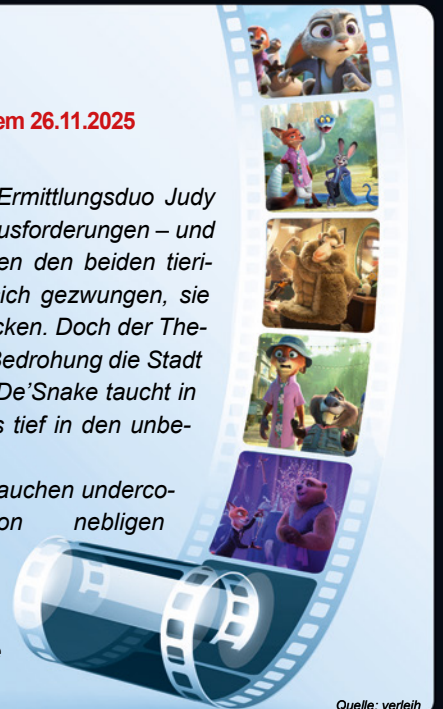 em 26.11.2025
Ermittlungsduo Judy
usforderungen – und
en den beiden tieri-
ich gezwungen, sie
cken. Doch der The-
Bedrohung die Stadt
De’Snake taucht in
s tief in den unbe-
auchen underco-
on nebligen
Quelle: verleih